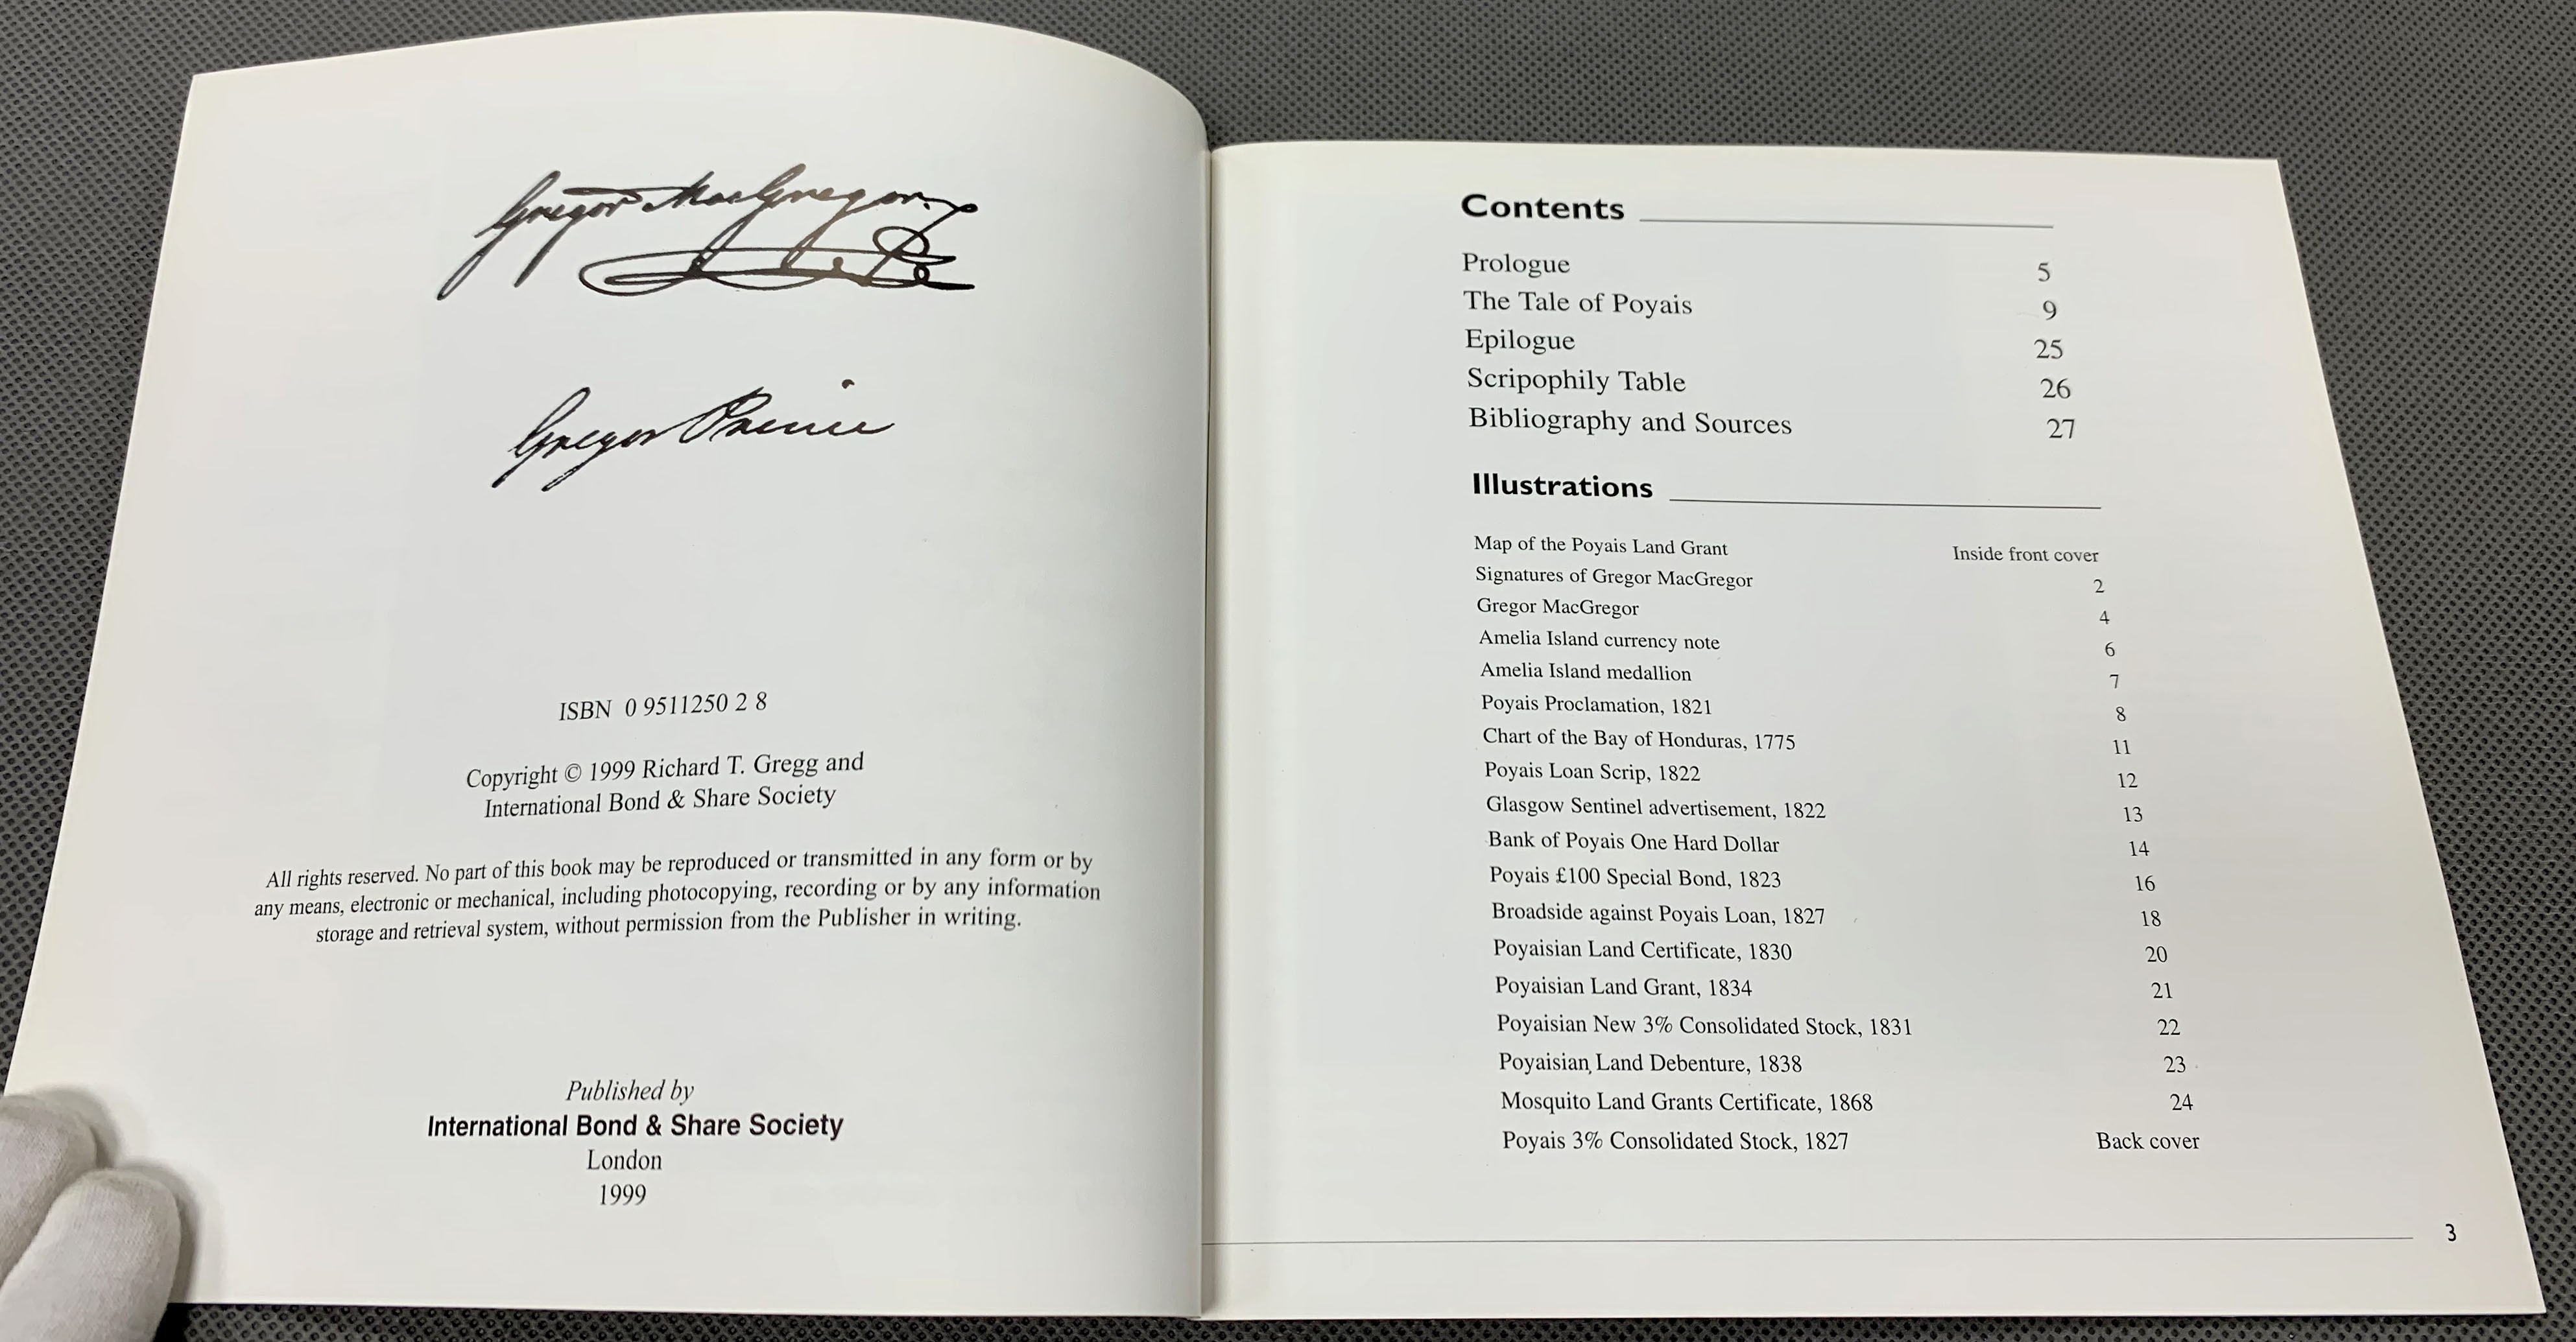 Gregor MacGregor
Gregor
ISBN 0 9511250 2 8
Copyright © 1999 Richard T. Gregg and
International Bond & Share Society
All rights reserved. No part of this book may be reproduced or transmitted in any form or by
any means, electronic or mechanical, including photocopying, recording or by any information
storage and retrieval system, without permission from the Publisher in writing.
Published by
International Bond & Share Society
London
1999
Contents
Prologue 5
The Tale of Poyais 9
Epilogue 25
Scripophily Table 26
Bibliography and Sources 27
Illustrations
Map of the Poyais Land Grant Inside front cover
Signatures of Gregor MacGregor 2
Gregor MacGregor 4
Amelia Island currency note 6
Amelia Island medallion 7
Poyais Proclamation, 1821 8
Chart of the Bay of Honduras, 1775 11
Poyais Loan Scrip, 1822 12
Glasgow Sentinel advertisement, 1822 13
Bank of Poyais One Hard Dollar 14
Poyais £100 Special Bond, 1823 16
Broadside against Poyais Loan, 1827 18
Poyaisian Land Certificate, 1830 20
Poyaisian Land Grant, 1834 21
Poyaisian New 3% Consolidated Stock, 1831 22
Poyaisian Land Debenture, 1838 23
Mosquito Land Grants Certificate, 1868 24
Poyais 3% Consolidated Stock, 1827 Back cover
3